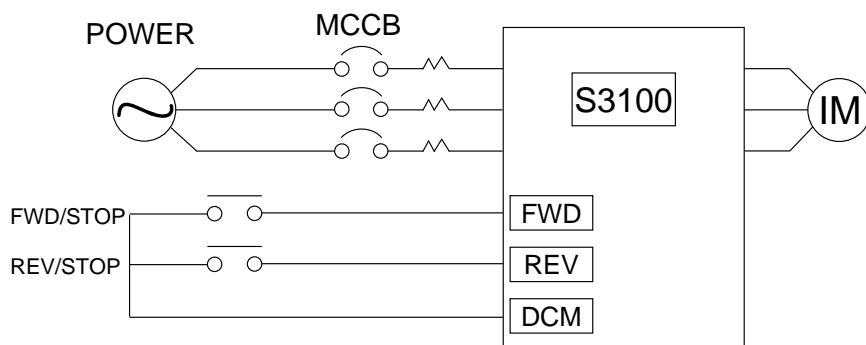 POWER
MCCB
S3100
IM
FWD/STOP
FWD
REV/STOP
REV
DCM